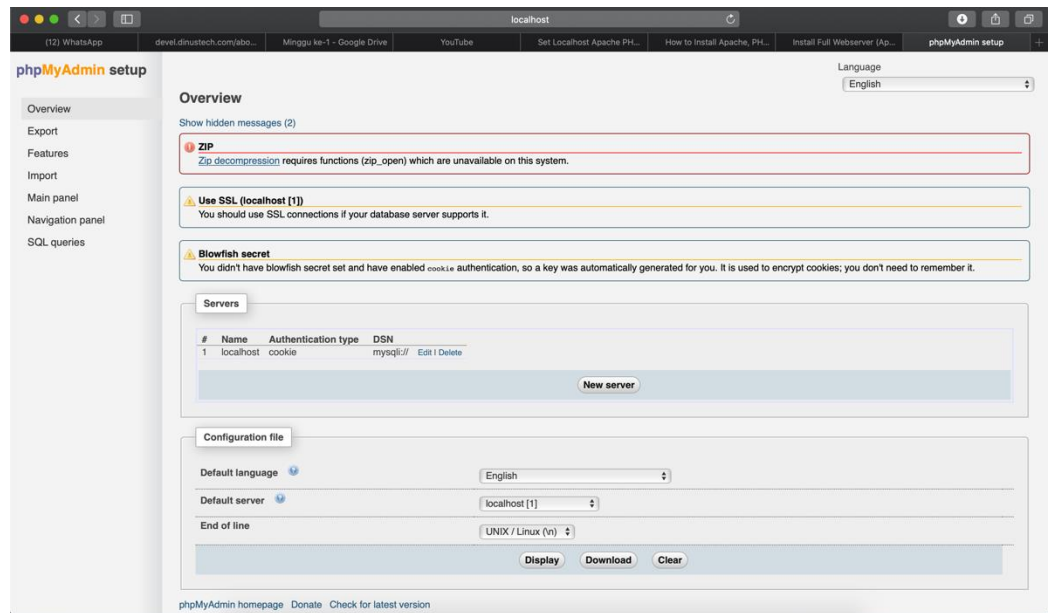 localhost
(12) WhatsApp
devel.dinustech.com/abo...
Minggu ke-1 - Google Drive
YouTube
Set Localhost Apache PH...
How to Install Apache, PH...
Install Full Webserver (Ap...
phpMyAdmin setup
phpMyAdmin setup
Language
English
Overview
Export
Features
Import
Main panel
Navigation panel
SQL queries
Overview
Show hidden messages (2)
ZIP
Zip decompression requires functions (zip_open) which are unavailable on this system.
Use SSL (localhost [1])
You should use SSL connections if your database server supports it.
Blowfish secret
You didn't have blowfish secret set and have enabled cookie authentication, so a key was automatically generated for you. It is used to encrypt cookies; you don't need to remember it.
Servers
# Name Authentication type DSN
1 localhost cookie mysqli:// Edit | Delete
New server
Configuration file
Default language English
Default server localhost [1]
End of line UNIX / Linux (\n)
Display Download Clear
phpMyAdmin homepage Donate Check for latest version